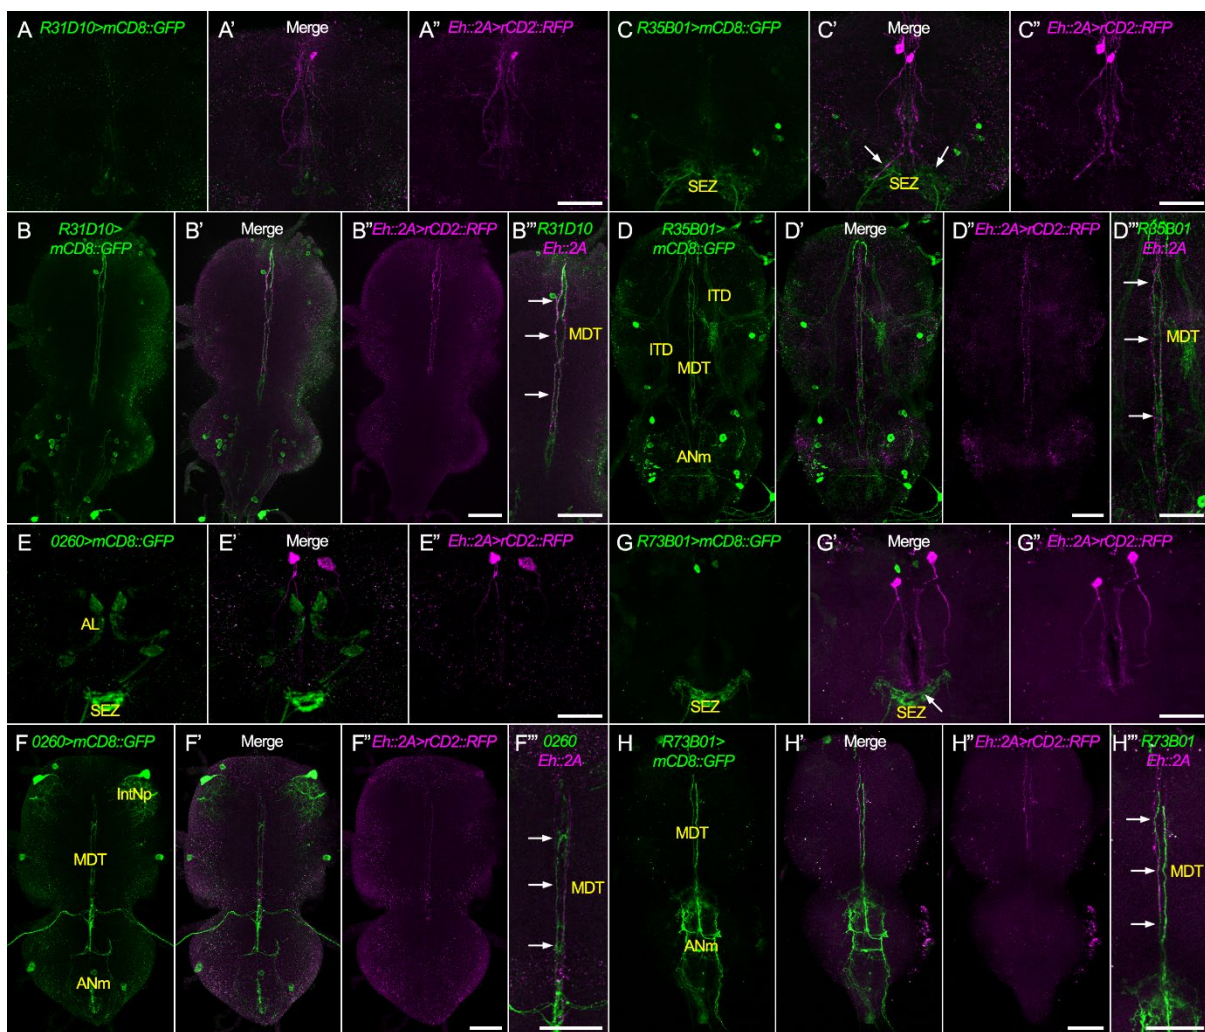 A R31D10>mCD8::GFP
A' Merge
A" Eh::2A>rCD2::RFP
C R35B01>mCD8::GFP
SEZ
C' Merge
SEZ
C" Eh::2A>rCD2::RFP
B R31D10>
mCD8::GFP
B' Merge
B" Eh::2A>rCD2::RFP
B''' R31D10
Eh::2A
MDT
D R35B01>
mCD8::GFP
ITD
ITD
MDT
ANm
D' Merge
D" Eh::2A>rCD2::RFP
D''' R35B01
Eh::2A
MDT
E 0260>mCD8::GFP
AL
SEZ
E' Merge
E" Eh::2A>rCD2::RFP
G R73B01>mCD8::GFP
SEZ
G' Merge
SEZ
G" Eh::2A>rCD2::RFP
F 0260>mCD8::GFP
IntNp
MDT
ANm
F' Merge
F" Eh::2A>rCD2::RFP
F''' 0260
Eh::2A
MDT
H R73B01>
mCD8::GFP
MDT
ANm
H' Merge
H" Eh::2A>rCD2::RFP
H''' R73B01
Eh::2A
MDT